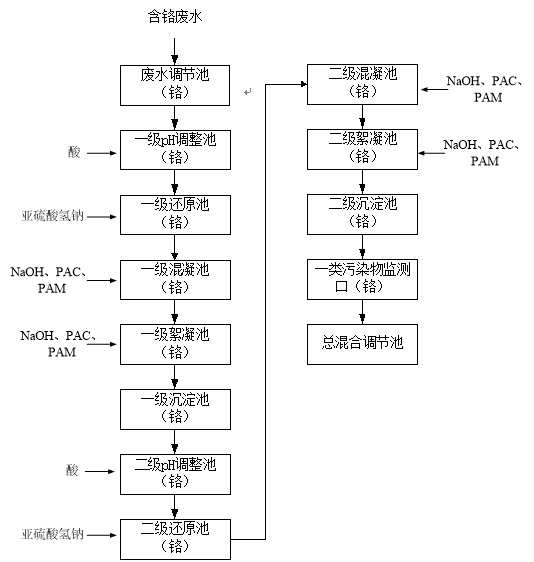 含铬废水
废水调节池
（铬）
酸
一级pH调整池
（铬）
亚硫酸氢钠
一级还原池
（铬）
NaOH、PAC、
PAM
一级混凝池
（铬）
NaOH、PAC、
PAM
一级絮凝池
（铬）
一级沉淀池
（铬）
酸
二级pH调整池
（铬）
亚硫酸氢钠
二级还原池
（铬）
二级混凝池
（铬）
NaOH、PAC、
PAM
二级絮凝池
（铬）
NaOH、PAC、
PAM
二级沉淀池
（铬）
一类污染物监测
口（铬）
总混合调节池